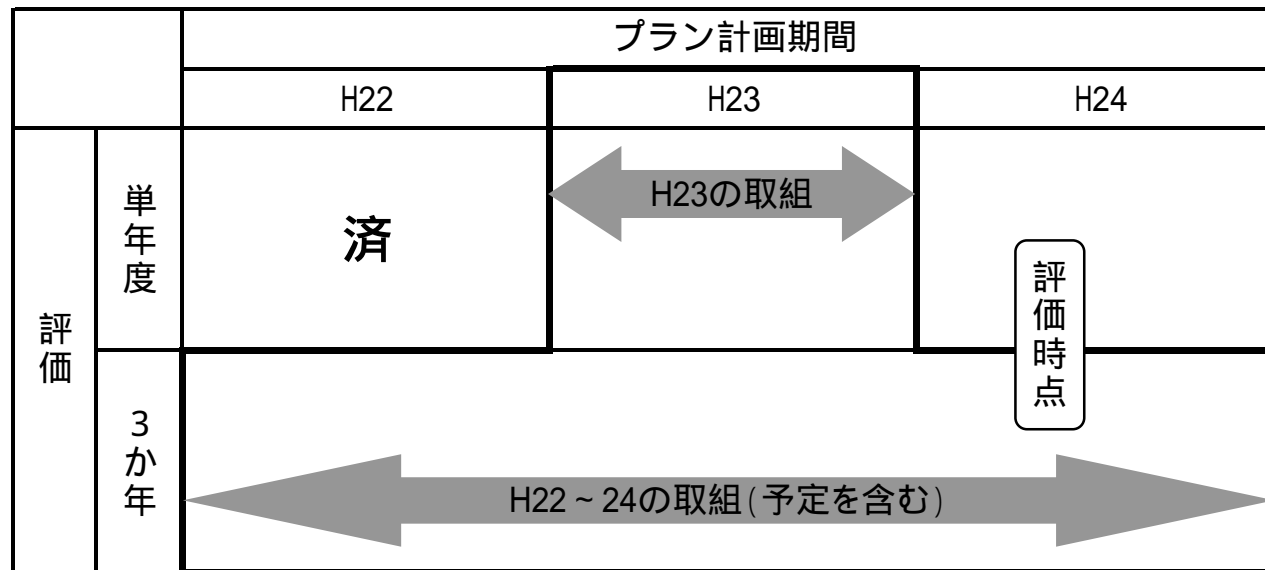 プラン計画期間
H22
H23
H24
評価
単年度
済
H23の取組
評価時点
3か年
H22～24の取組(予定を含む)